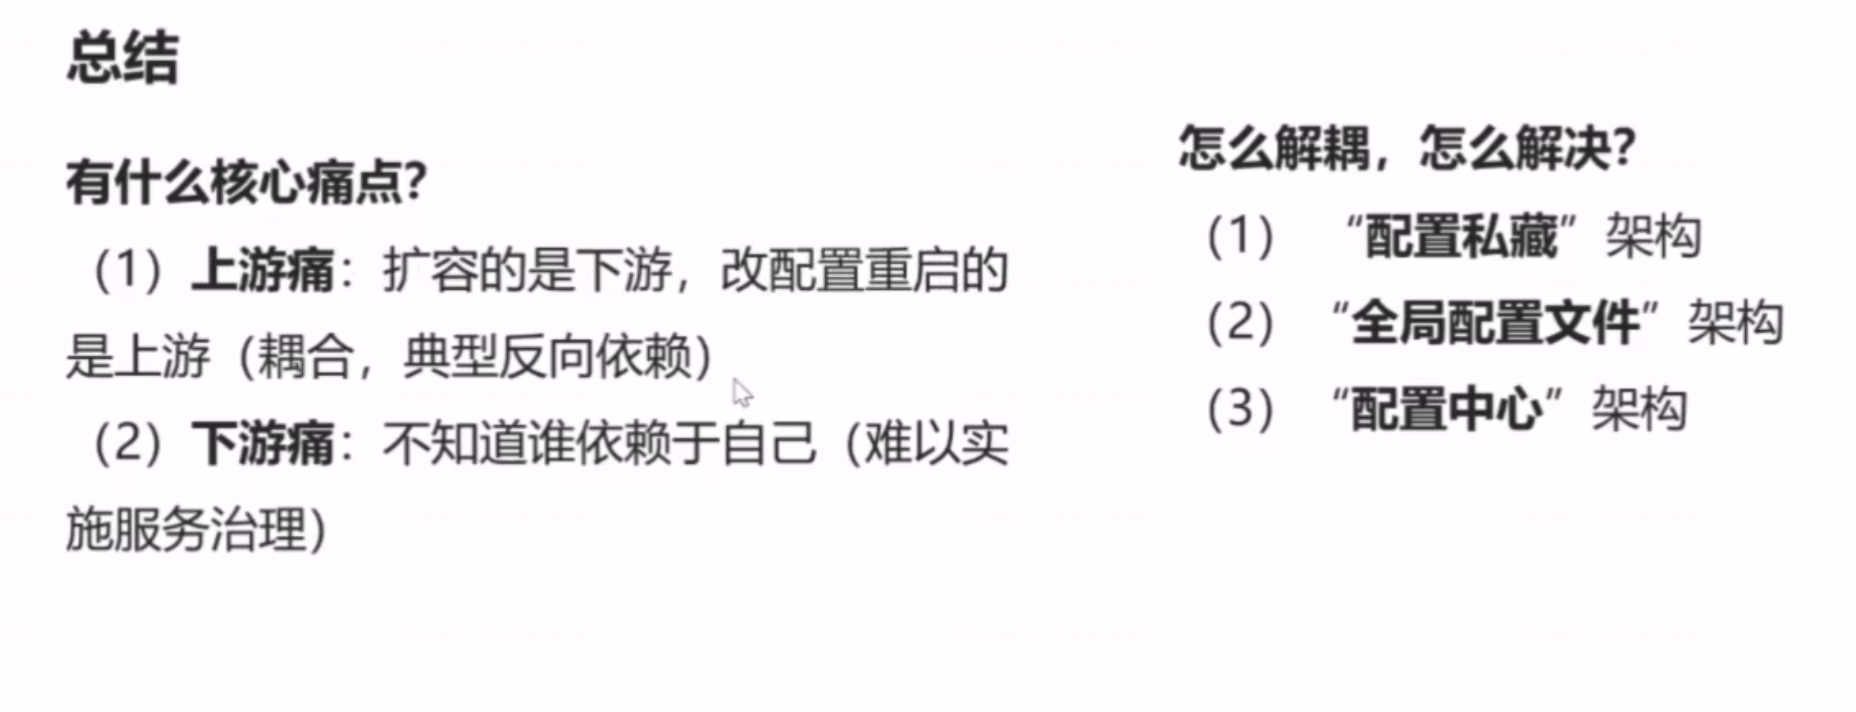 总结
有什么核心痛点？
（1）上游痛：扩容的是下游，改配置重启的
是上游（耦合，典型反向依赖）
（2）下游痛：不知道谁依赖于自己（难以实
施服务治理）
怎么解耦，怎么解决？
（1） “配置私藏”架构
（2） “全局配置文件”架构
（3） “配置中心”架构